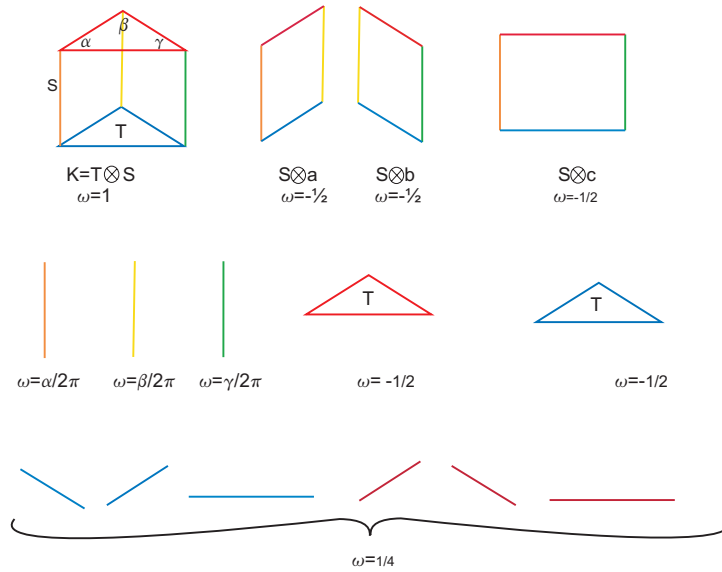 β
α γ
S
T
K=T⊗S S⊗a S⊗b S⊗c
ω=1 ω=-½ ω=-½ ω=-1/2
T T
ω=α/2π ω=β/2π ω=γ/2π ω= -1/2 ω=-1/2
ω=1/4